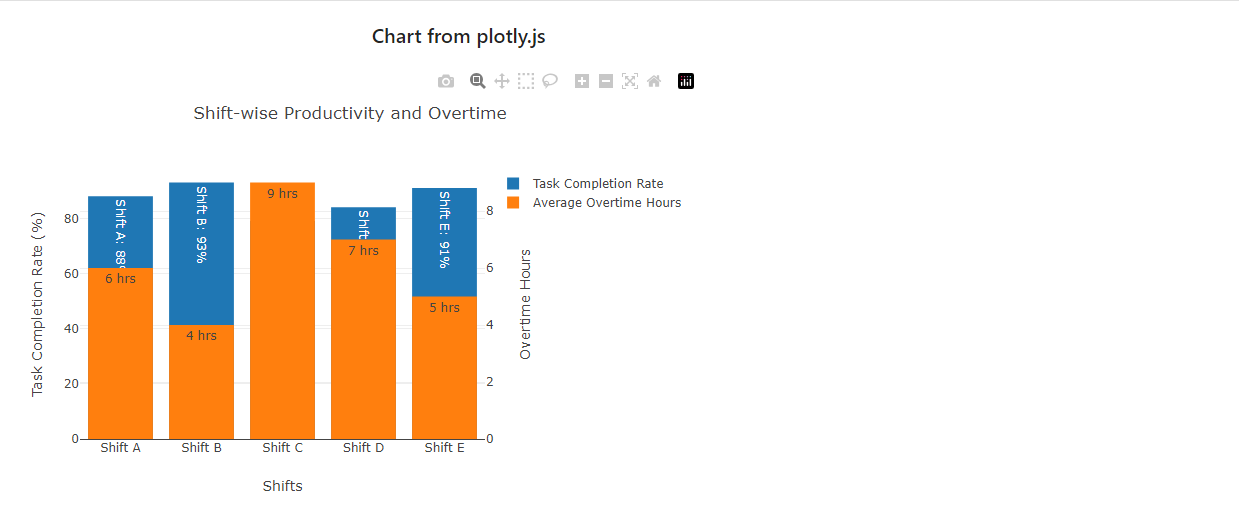 Chart from plotly.js
Shift-wise Productivity and Overtime
Task Completion Rate
Average Overtime Hours
Task Completion Rate (%)
80
60
40
20
0
Shift A: 88
Shift B: 93%
Shift
Shift E: 91%
6 hrs
4 hrs
9 hrs
7 hrs
5 hrs
8
6
4
2
0
Overtime Hours
Shift A Shift B Shift C Shift D Shift E
Shifts